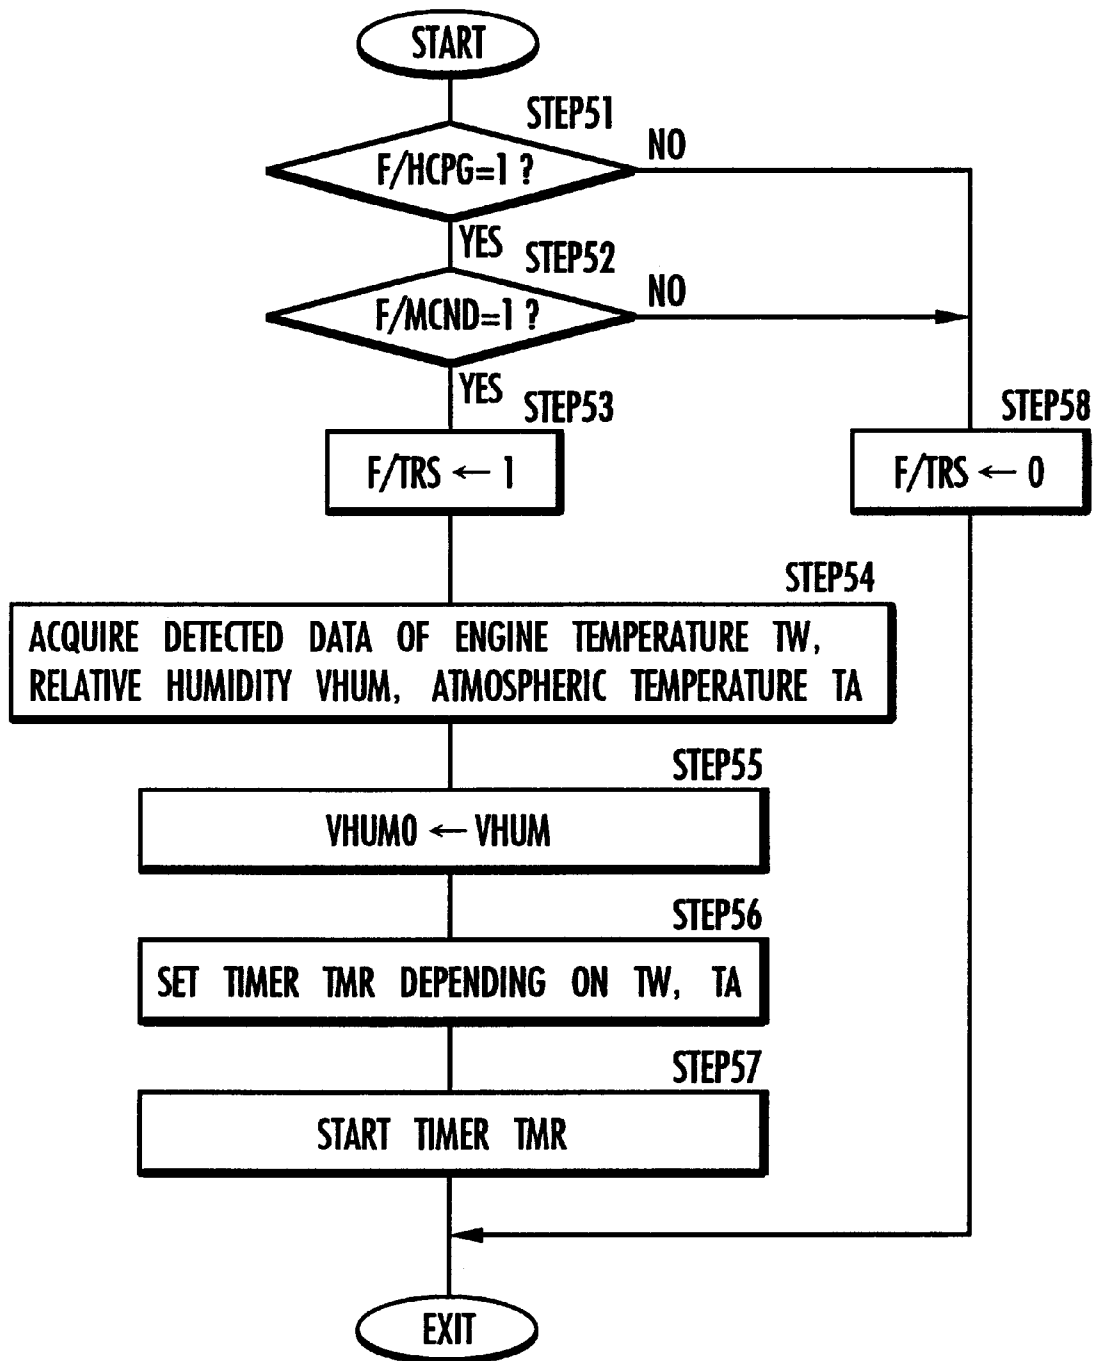 START
STEP51
F/HCPG=1 ?
NO
YES
STEP52
F/MCND=1 ?
NO
YES
STEP53
F/TRS ← 1
STEP58
F/TRS ← 0
STEP54
ACQUIRE DETECTED DATA OF ENGINE TEMPERATURE TW,
RELATIVE HUMIDITY VHUM, ATMOSPHERIC TEMPERATURE TA
STEP55
VHUM0 ← VHUM
STEP56
SET TIMER TMR DEPENDING ON TW, TA
STEP57
START TIMER TMR
EXIT